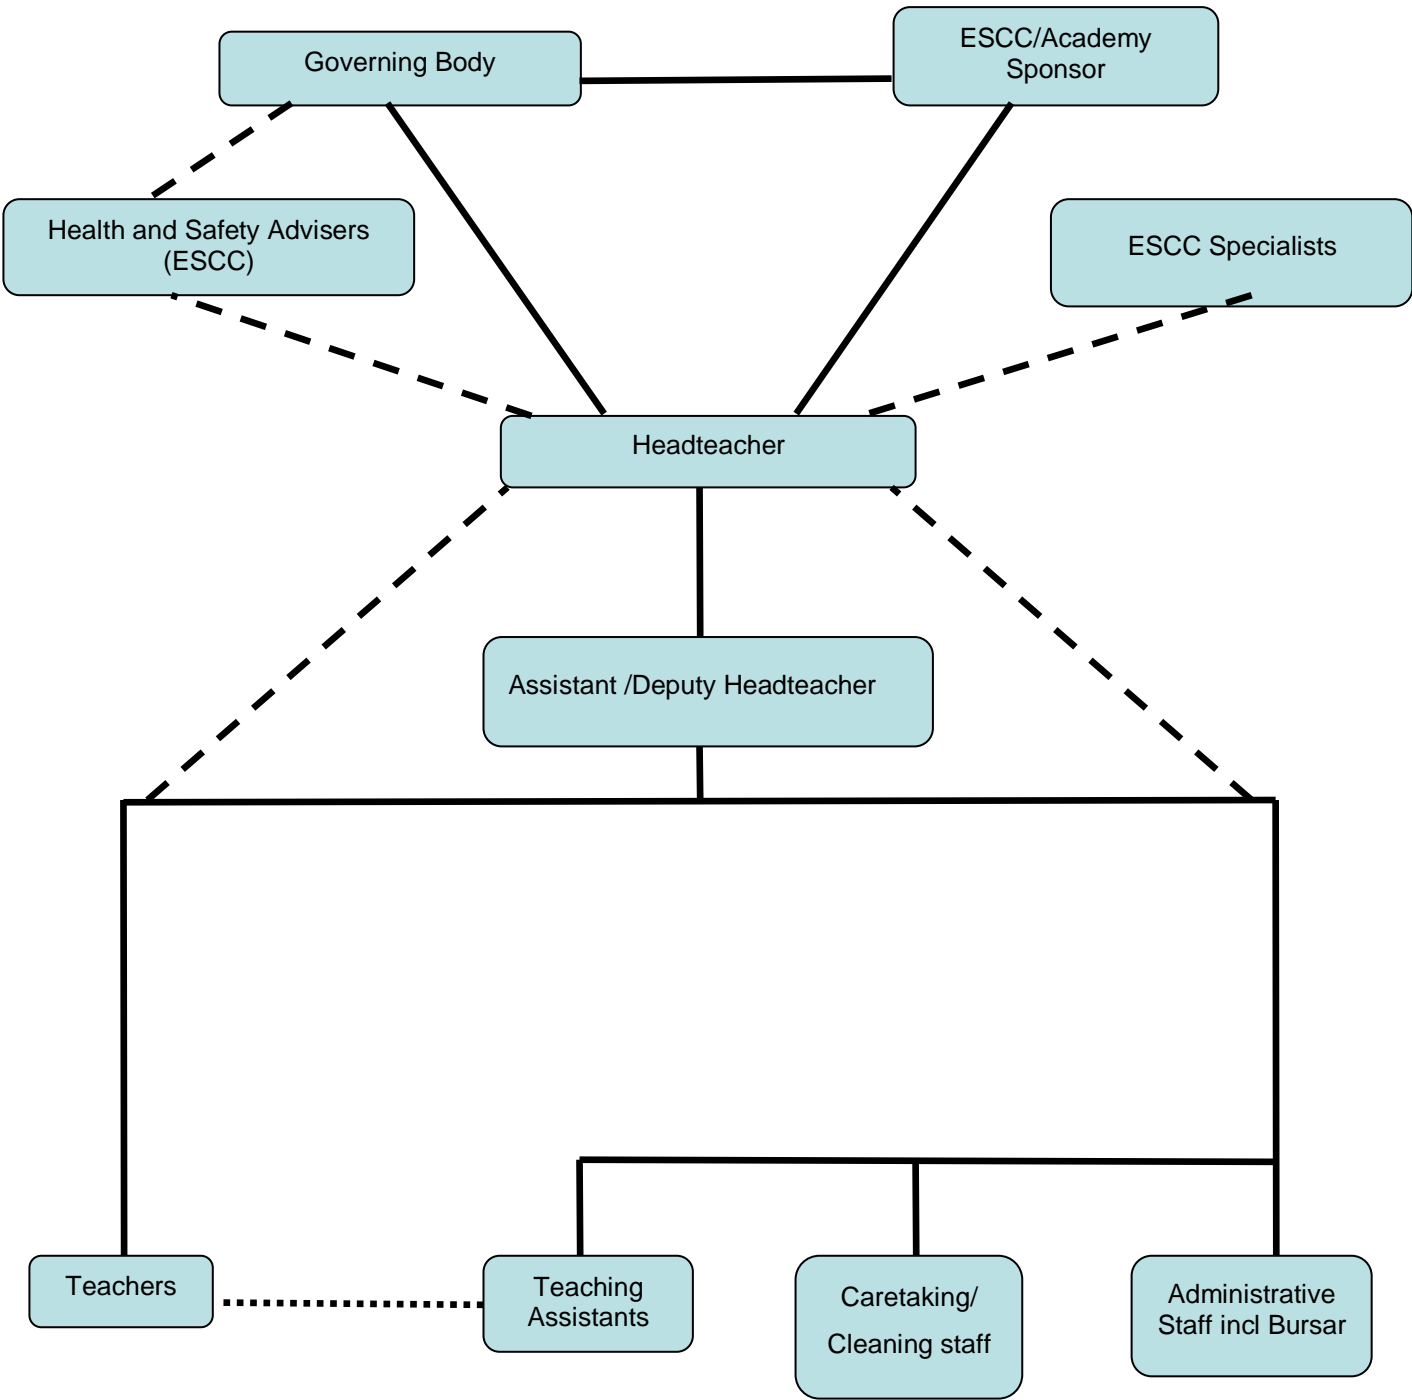 Governing Body
ESCC/Academy
Sponsor
Health and Safety Advisers
(ESCC)
ESCC Specialists
Headteacher
Assistant /Deputy Headteacher
Teachers
Teaching
Assistants
Caretaking/
Cleaning staff
Administrative
Staff incl Bursar